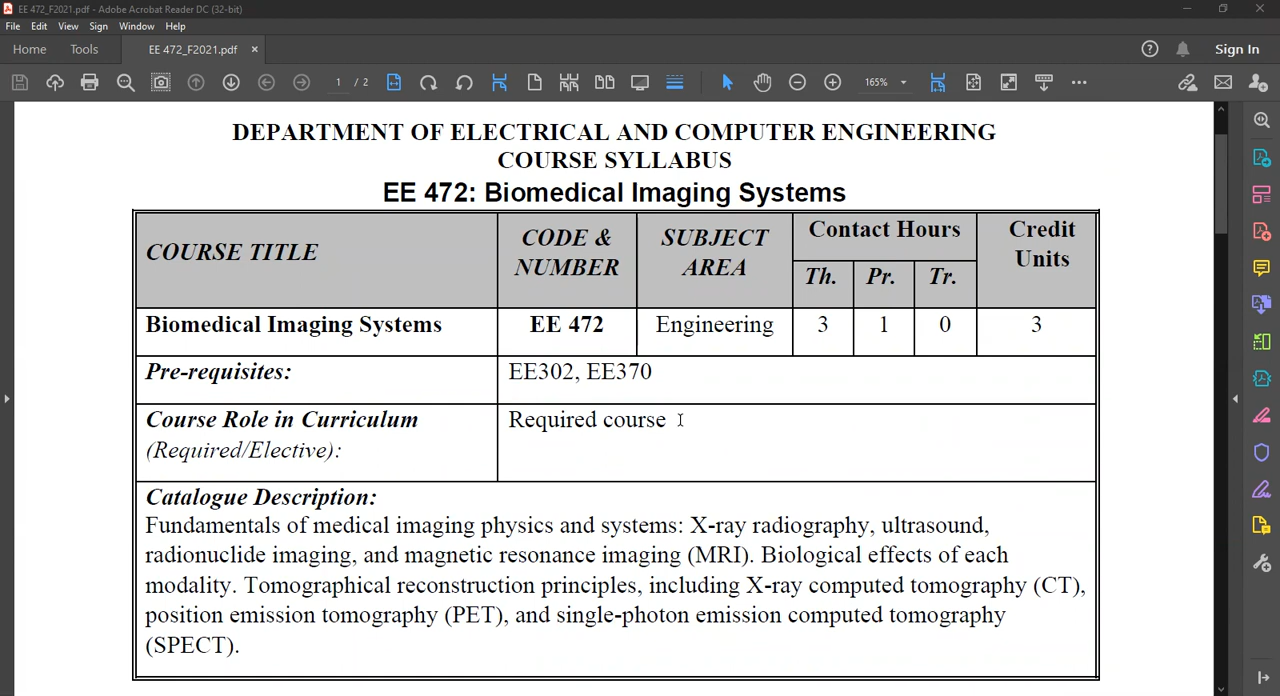 EE 472_F2021.pdf - Adobe Acrobat Reader DC (32-bit)
File Edit View Sign Window Help
Home Tools EE 472_F2021.pdf × Sign In
1 / 2 165%
DEPARTMENT OF ELECTRICAL AND COMPUTER ENGINEERING
COURSE SYLLABUS
EE 472: Biomedical Imaging Systems
COURSE TITLE
CODE &
NUMBER
SUBJECT
AREA
Contact Hours
Th. Pr. Tr.
Credit
Units
Biomedical Imaging Systems EE 472 Engineering 3 1 0 3
Pre-requisites: EE302, EE370
Course Role in Curriculum Required course
(Required/Elective):
Catalogue Description:
Fundamentals of medical imaging physics and systems: X-ray radiography, ultrasound,
radionuclide imaging, and magnetic resonance imaging (MRI). Biological effects of each
modality. Tomographical reconstruction principles, including X-ray computed tomography (CT),
position emission tomography (PET), and single-photon emission computed tomography
(SPECT).